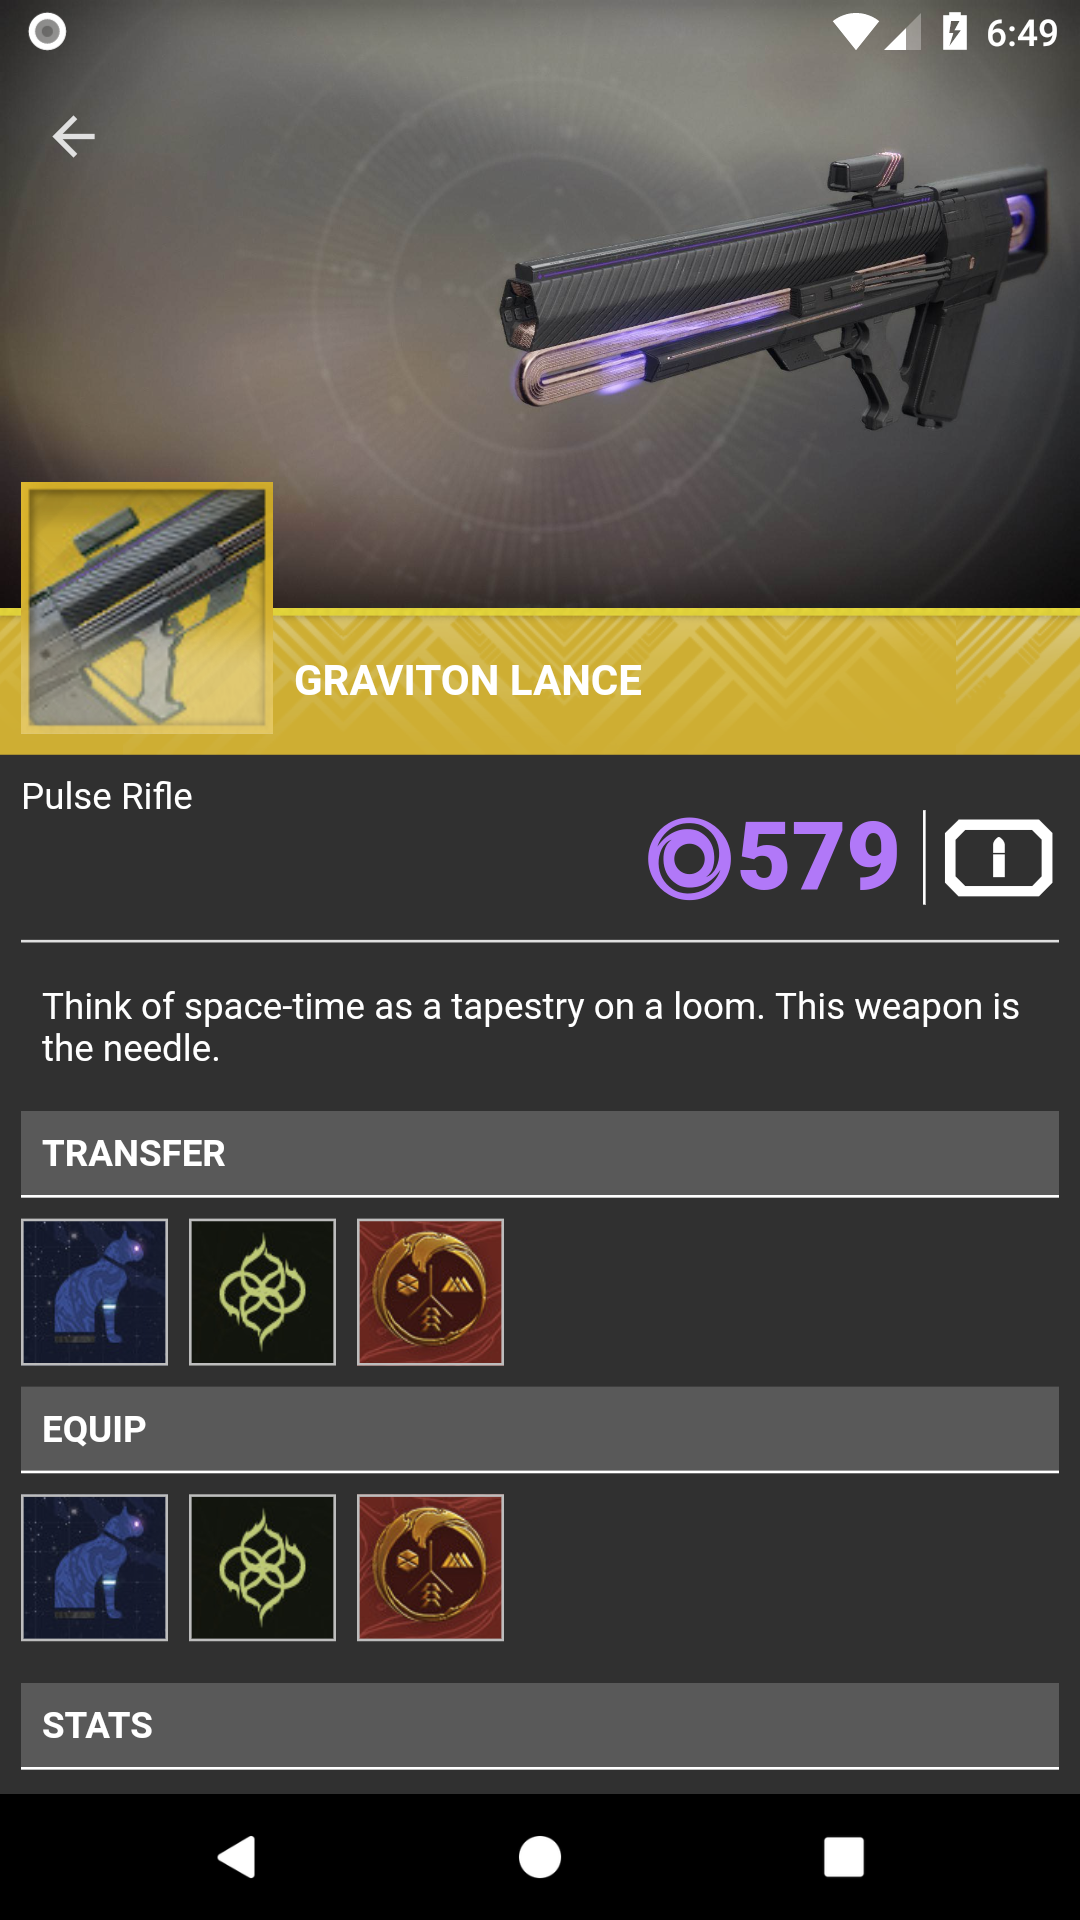 6:49
GRAVITON LANCE
Pulse Rifle
579
Think of space-time as a tapestry on a loom. This weapon is
the needle.
TRANSFER
EQUIP
STATS